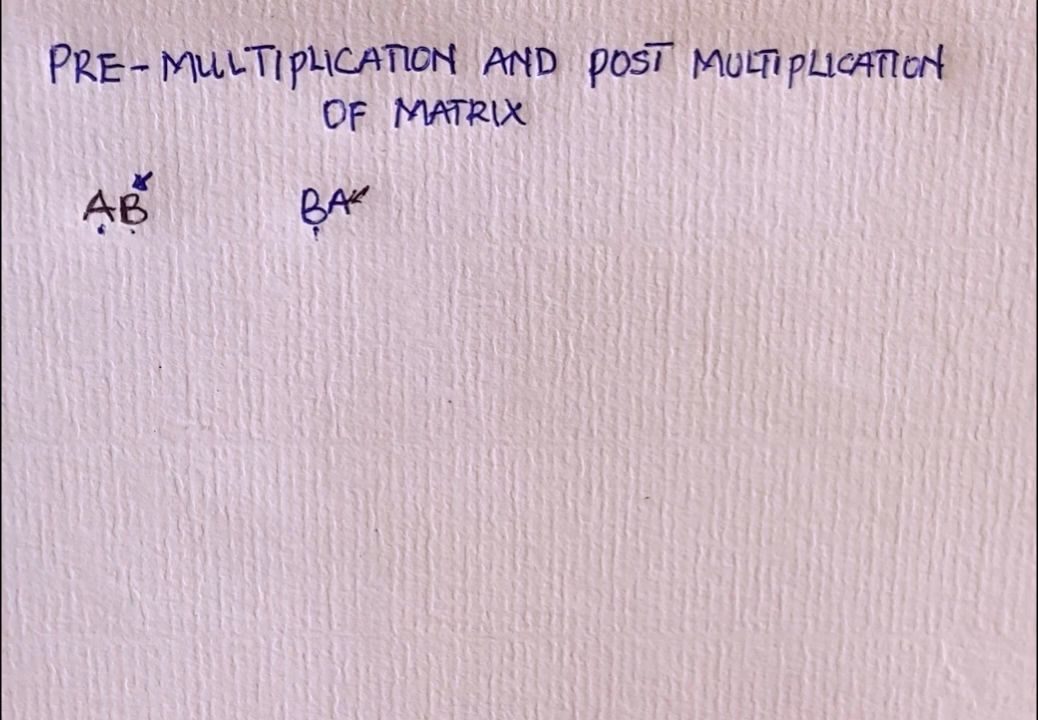 PRE-MULTIPLICATION AND POST MULTIPLICATION
OF MATRIX
AB BA